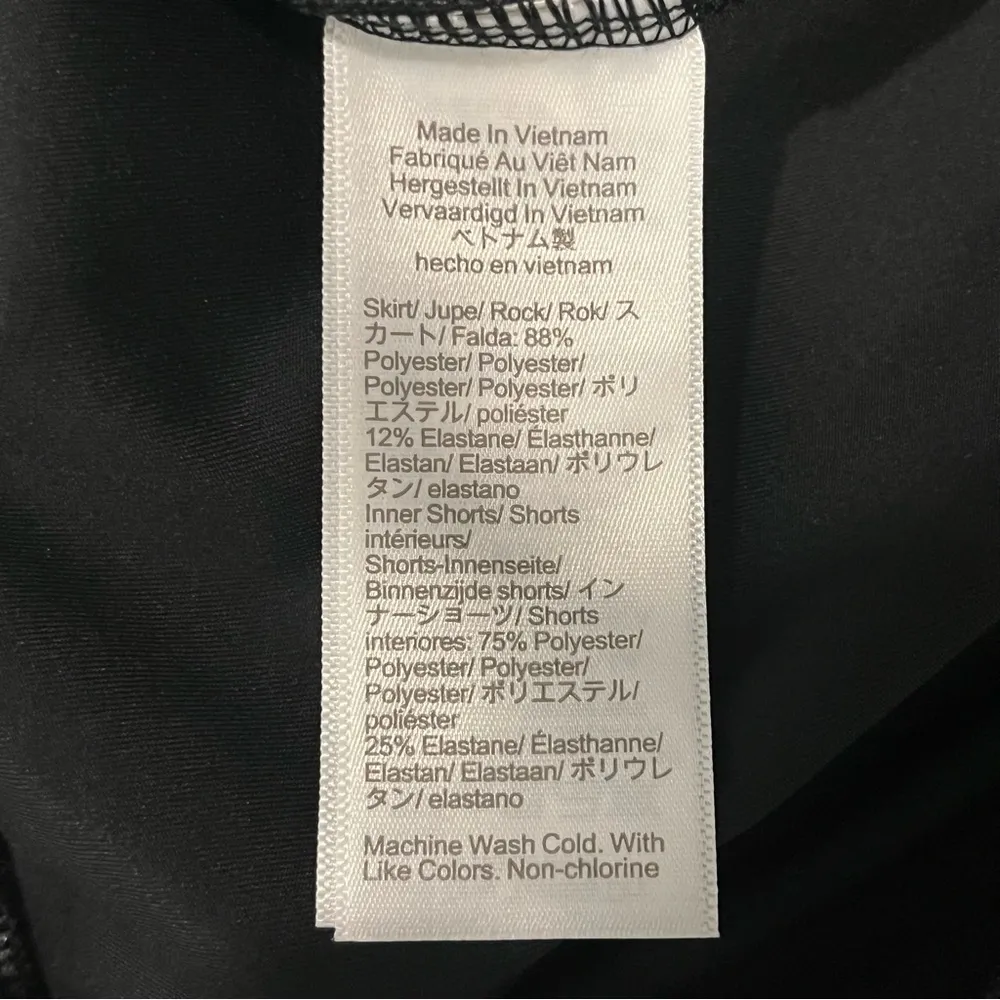 Made In Vietnam
Fabriqué Au Viêt Nam
Hergestellt In Vietnam
Vervaardigd In Vietnam
ベトナム製
hecho en vietnam
Skirt/ Jupe/ Rock/ Rok/ ス
カート/ Falda: 88%
Polyester/ Polyester/
Polyester/ Polyester/ ポリ
エステル/ poliéster
12% Elastane/ Élasthanne/
Elastan/ Elastaan/ ポリウレ
タン/ elastano
Inner Shorts/ Shorts
intérieurs/
Shorts-Innenseite/
Binnenzijde shorts/ イン
ナーショーツ/ Shorts
interiores: 75% Polyester/
Polyester/ Polyester/
Polyester/ ポリエステル/
poliéster
25% Elastane/ Élasthanne/
Elastan/ Elastaan/ ポリウレ
タン/ elastano
Machine Wash Cold. With
Like Colors. Non-chlorine